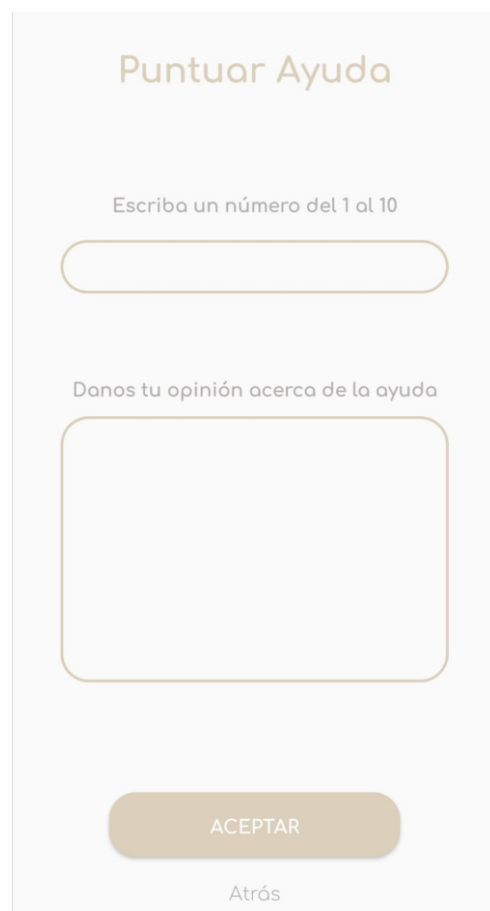 Puntuar Ayuda
Escriba un número del 1 al 10
Danos tu opinión acerca de la ayuda
ACEPTAR
Atrás